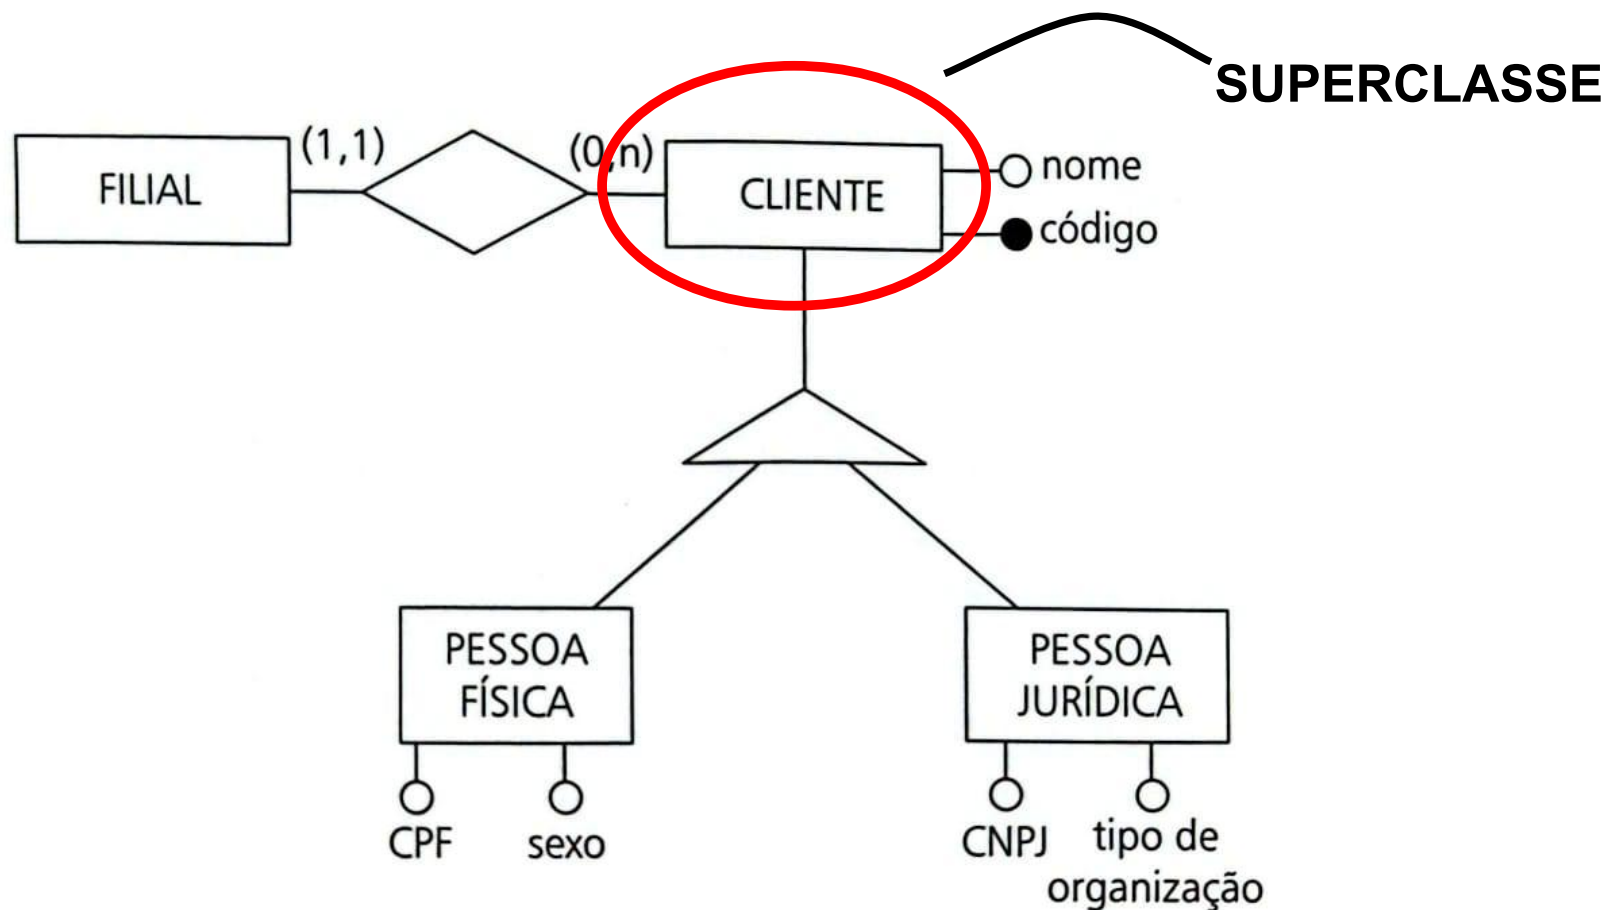 SUPERCLASSE
(1,1)
(0,n)
FILIAL
CLIENTE
nome
código
PESSOA
FÍSICA
PESSOA
JURÍDICA
CPF
sexo
CNPJ
tipo de
organização